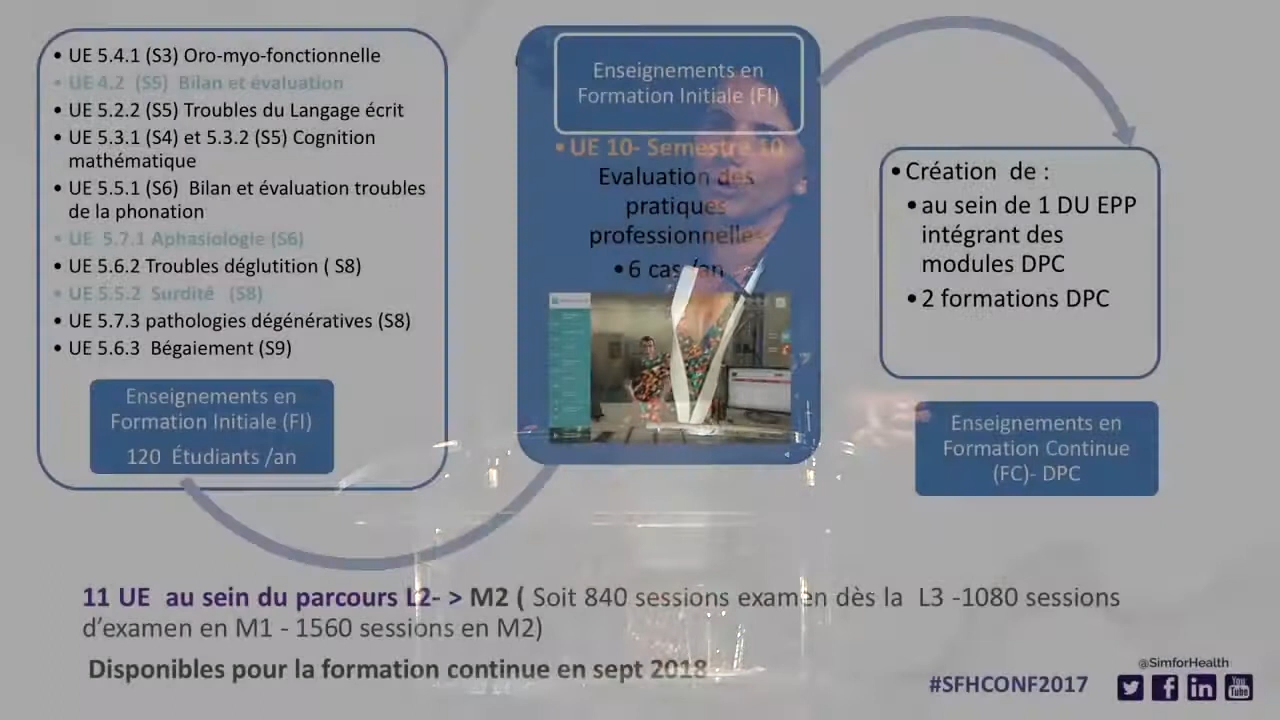 • UE 5.4.1 (S3) Oro-myo-fonctionnelle
• UE 4.2 (S5) Bilan et évaluation
• UE 5.2.2 (S5) Troubles du Langage écrit
• UE 5.3.1 (S4) et 5.3.2 (S5) Cognition
mathématique
• UE 5.5.1 (S6) Bilan et évaluation troubles
de la phonation
• UE 5.7.1 Aphasiologie (S6)
• UE 5.6.2 Troubles déglutition ( S8)
• UE 5.5.2 Surdité (S8)
• UE 5.7.3 pathologies dégénératives (S8)
• UE 5.6.3 Bégaiement (S9)
Enseignements en
Formation Initiale (FI)
120 Étudiants /an
Enseignements en
Formation Initiale (FI)
• UE 10- Semestre 10
Evaluation des
pratiques
professionnelles
• 6 cas /an
• Création de :
• au sein de 1 DU EPP
intégrant des
modules DPC
• 2 formations DPC
Enseignements en
Formation Continue
(FC)- DPC
11 UE au sein du parcours L2- > M2 ( Soit 840 sessions examen dès la L3 -1080 sessions
d’examen en M1 - 1560 sessions en M2)
Disponibles pour la formation continue en sept 2018
@SimforHealth
#SFHCONF2017
You
Tube